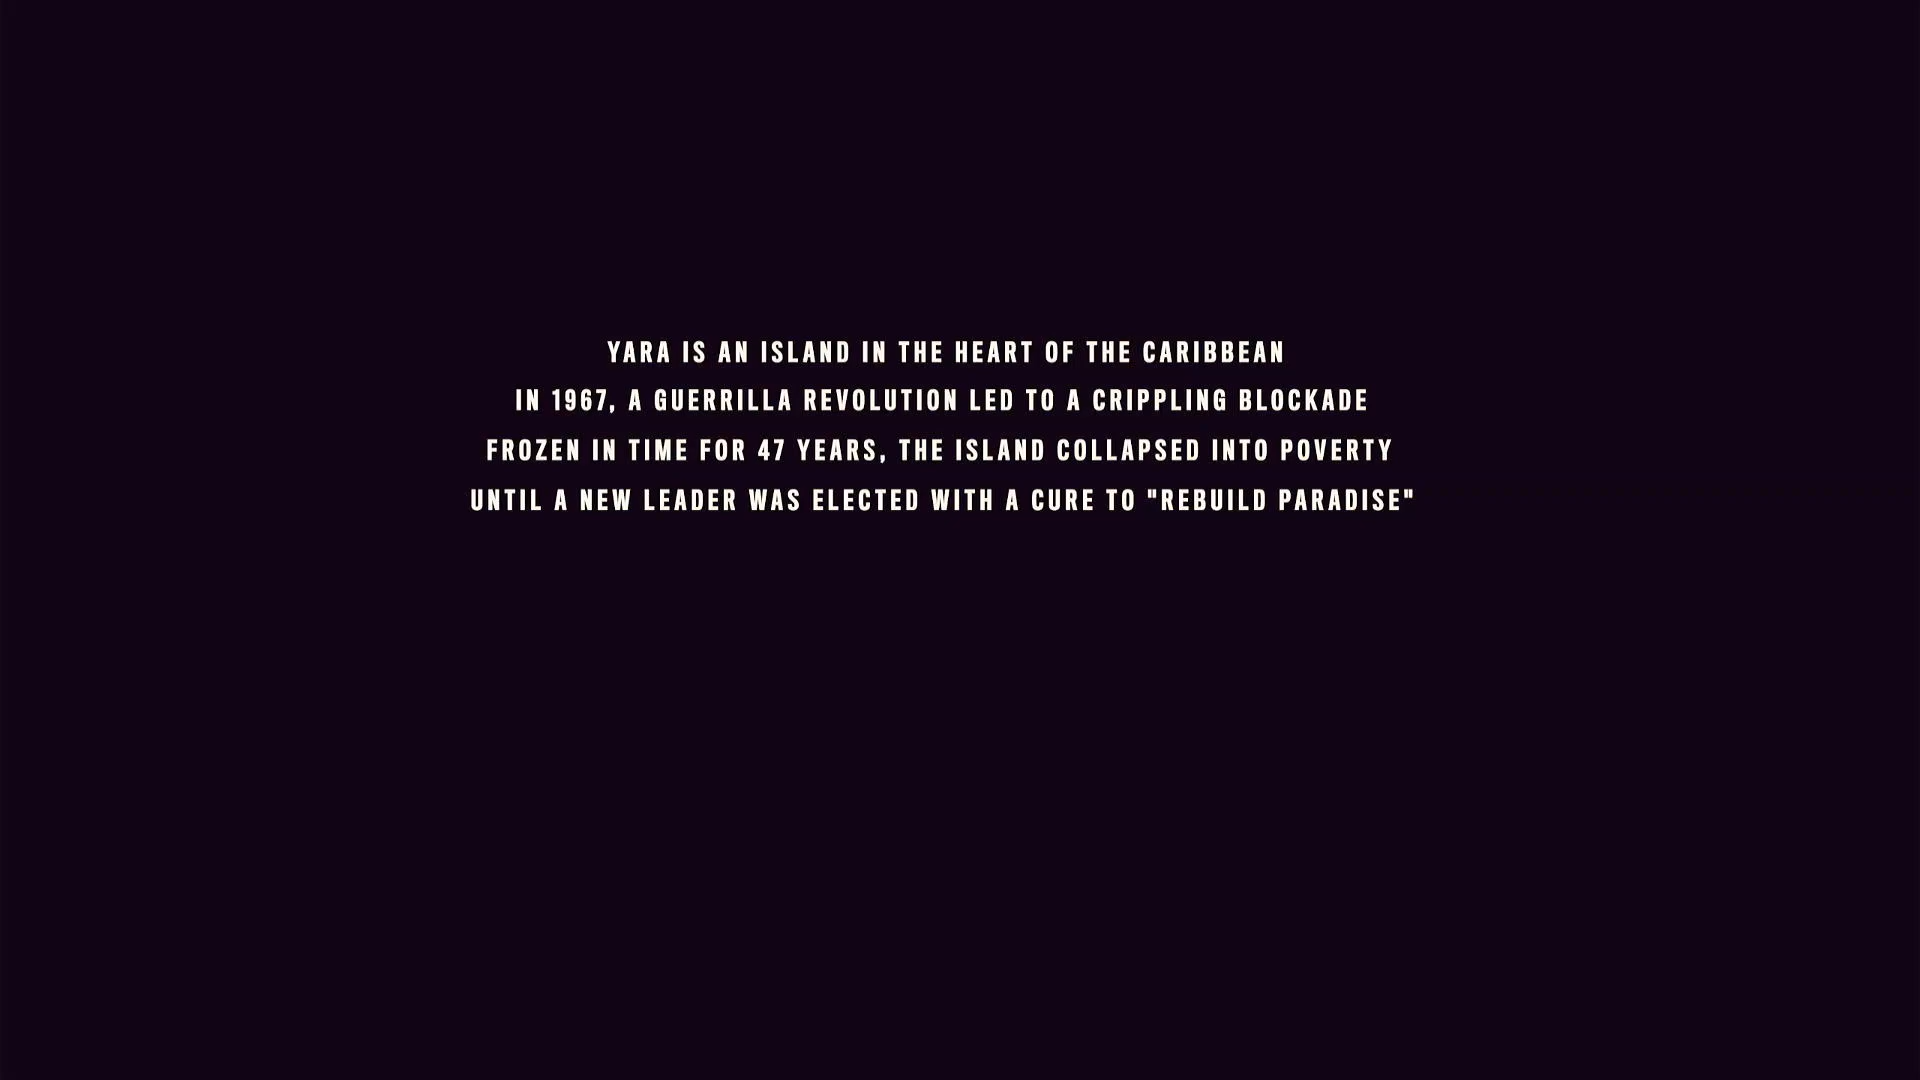 YARA IS AN ISLAND IN THE HEART OF THE CARIBBEAN
IN 1967, A GUERRILLA REVOLUTION LED TO A CRIPPLING BLOCKADE
FROZEN IN TIME FOR 47 YEARS, THE ISLAND COLLAPSED INTO POVERTY
UNTIL A NEW LEADER WAS ELECTED WITH A CURE TO "REBUILD PARADISE"